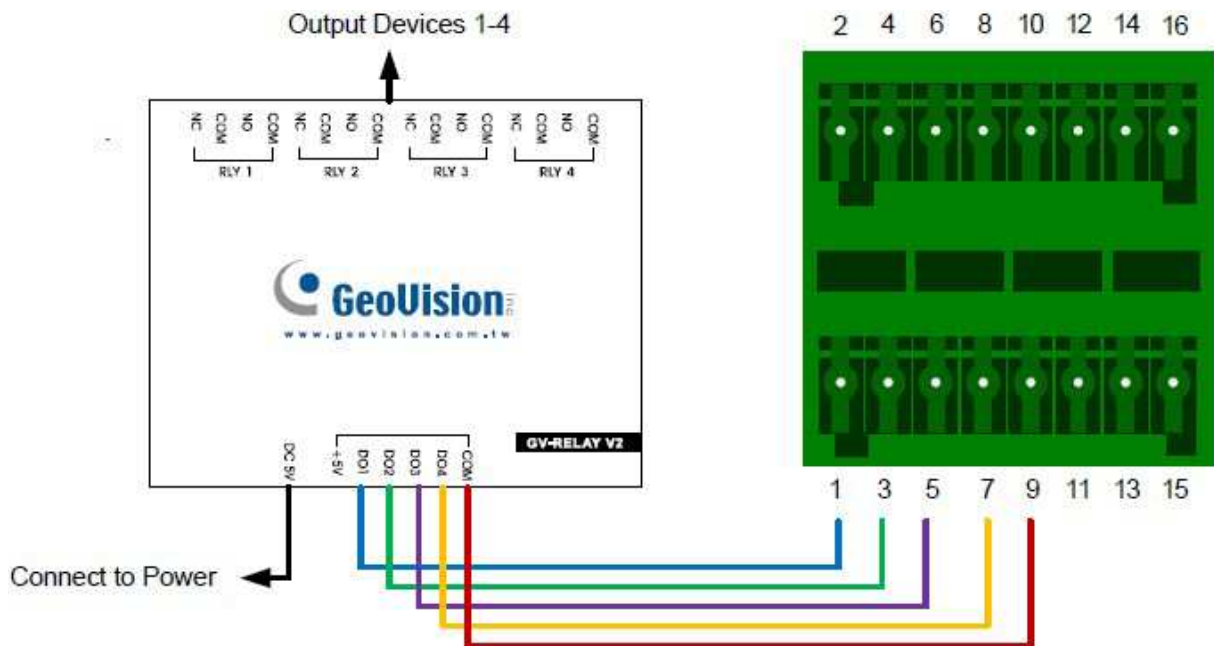 Output Devices 1-4
2 4 6 8 10 12 14 16
NC COM NO COM NC COM NO COM NC COM NO COM NC COM NO COM
RLY 1 RLY 2 RLY 3 RLY 4
GeoVision inc
www.geovision.com.tw
GV-RELAY V2
DC 5V +5V DO1 DO2 DO3 DO4 COM
1 3 5 7 9 11 13 15
Connect to Power